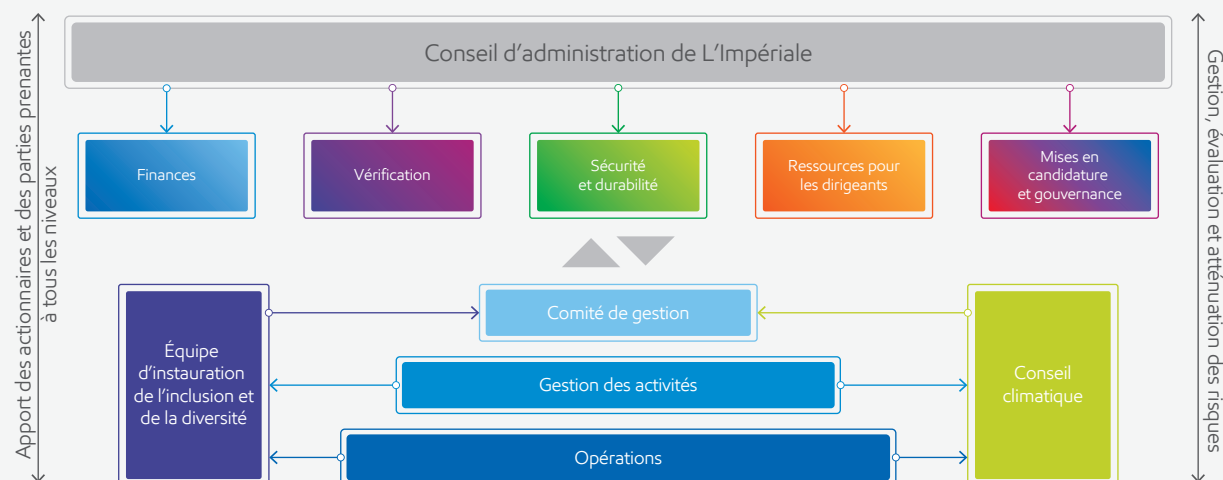 Conseil d'administration de L'Impériale
Apport des actionnaires et des parties prenantes
à tous les niveaux
Gestion, évaluation et atténuation des risques
Finances
Vérification
Sécurité
et durabilité
Ressources pour
les dirigeants
Mises en
candidature
et gouvernance
Comité de gestion
Équipe
d'instauration
de l'inclusion et
de la diversité
Gestion des activités
Conseil
climatique
Opérations